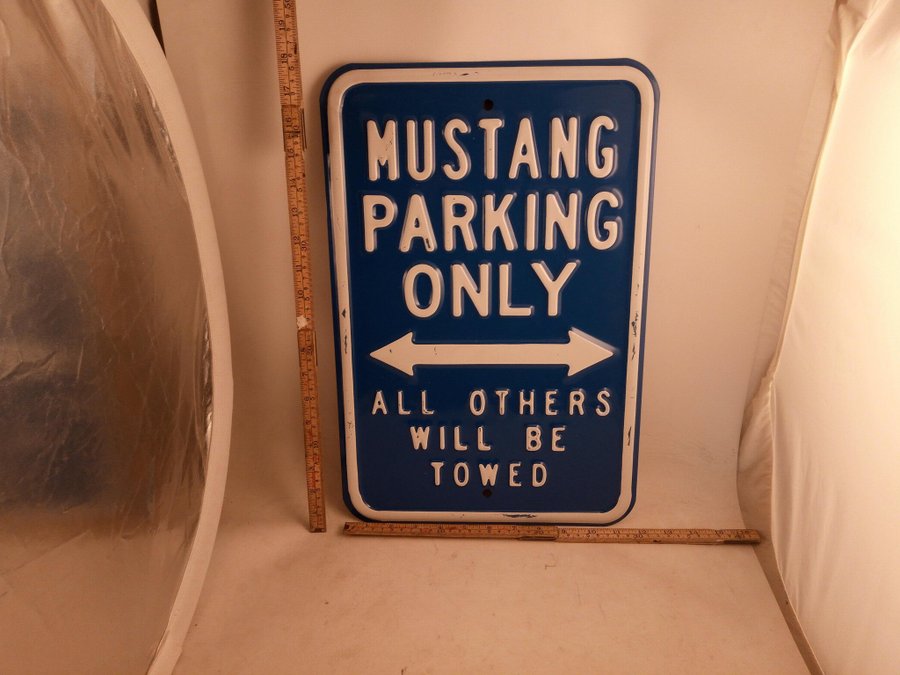 MUSTANG
PARKING
ONLY
ALL OTHERS
WILL BE
TOWED